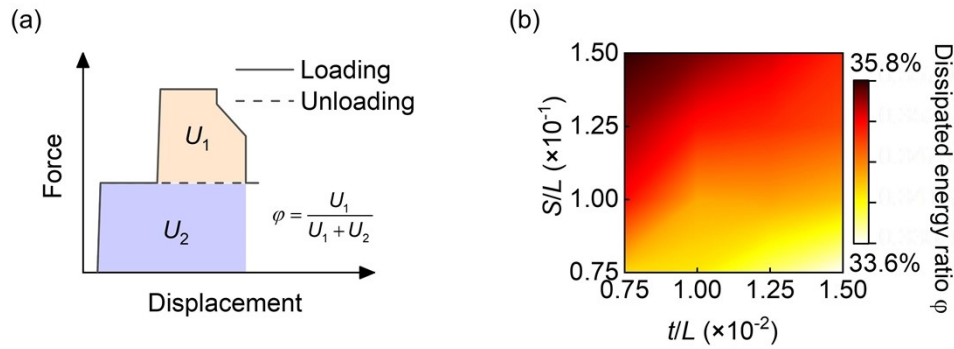 (a)
Force
Displacement
Loading
Unloading
U1
U2
φ = U1 / (U1 + U2)
(b)
S/L (×10-1)
1.50
1.25
1.00
0.75
0.75 1.00 1.25 1.50
t/L (×10-2)
35.8%
33.6%
Dissipated energy ratio φ